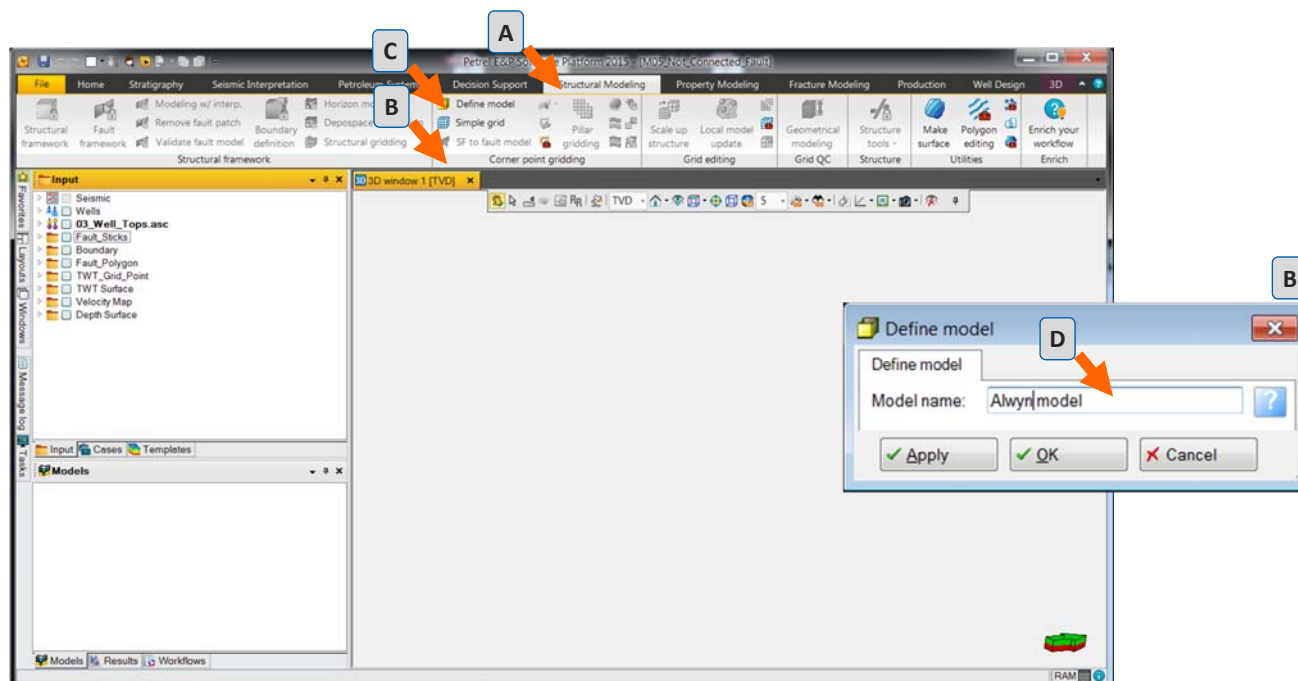 A
C
B
Petrel E&P Software Platform 2015 - [M05_Not_Connected_Fault]
File Home Stratigraphy Seismic Interpretation Petroleum Systems Decision Support Structural Modeling Property Modeling Fracture Modeling Production Well Design 3D
Structural framework
Fault framework
Modeling w/ interp.
Remove fault patch
Validate fault model
Boundary definition
Horizon
Depospace
Structural gridding
Structural framework
Define model
Simple grid
SF to fault model
Pillar gridding
Corner point gridding
Scale up structure
Local model update
Grid editing
Geometrical modeling
Grid QC
Structure tools
Structure
Make surface
Polygon editing
Utilities
Enrich your workflow
Enrich
Favorites
Layouts
Windows
Message log
Tasks
Input
Seismic
Wells
03_Well_Tops.asc
Fault_Sticks
Boundary
Fault_Polygon
TWT_Grid_Point
TWT Surface
Velocity Map
Depth Surface
Input Cases Templates
Models
Models Results Workflows
3D window 1 [TVD]
TVD 5
B
Define model
D
Define model
Model name: Alwyn model
Apply OK Cancel
RAM